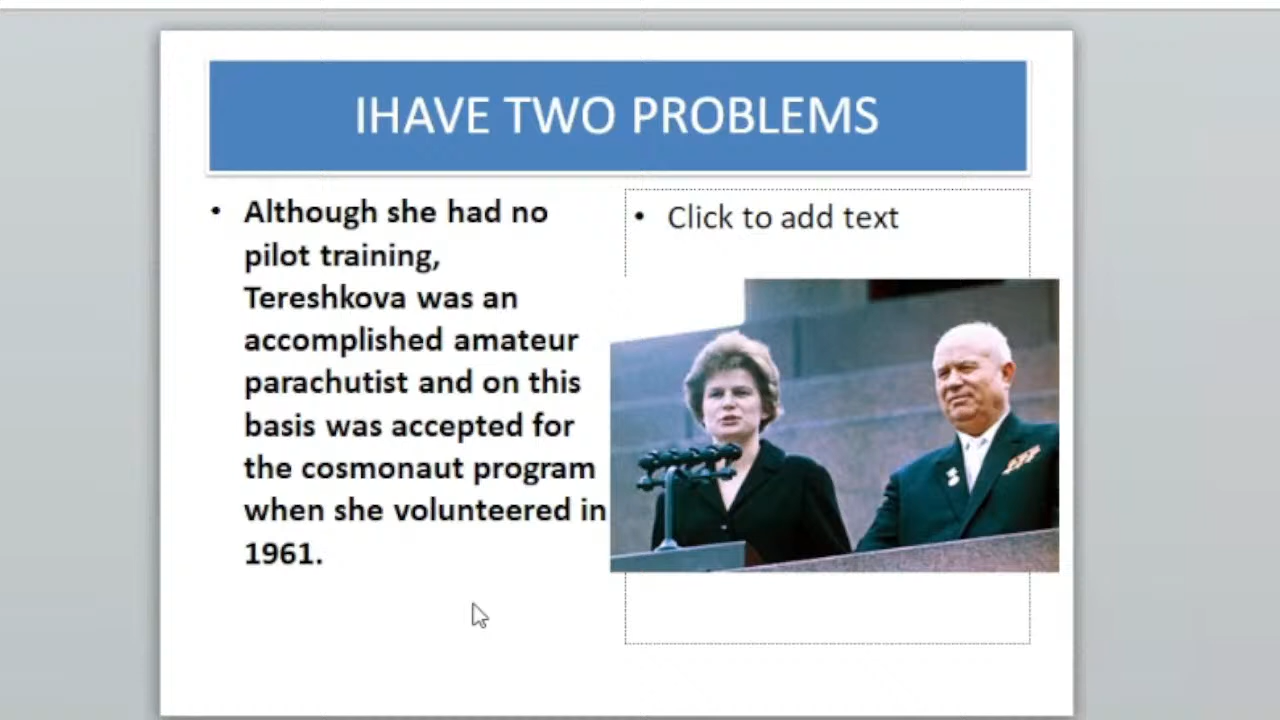 IHAVE TWO PROBLEMS
• Although she had no
pilot training,
Tereshkova was an
accomplished amateur
parachutist and on this
basis was accepted for
the cosmonaut program
when she volunteered in
1961.
• Click to add text